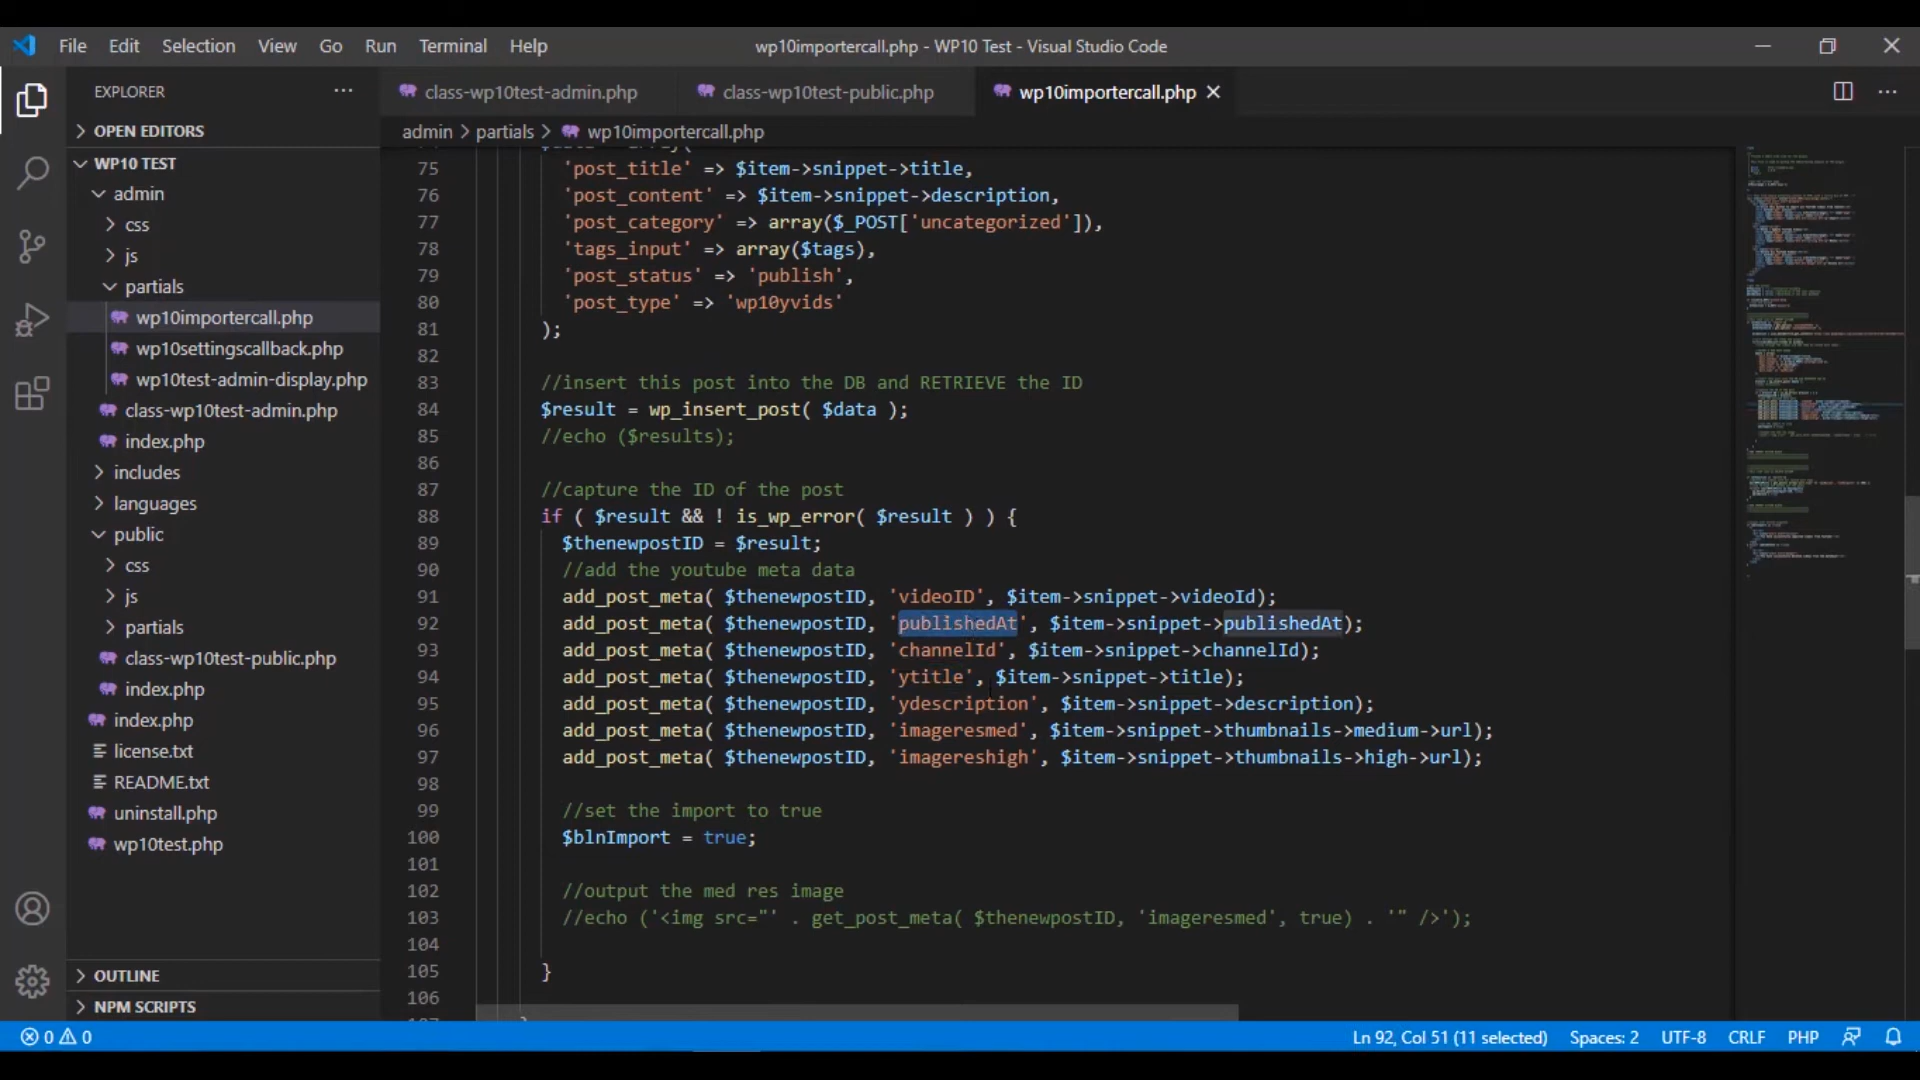 File Edit Selection View Go Run Terminal Help
wp10importercall.php - WP10 Test - Visual Studio Code
EXPLORER
OPEN EDITORS
WP10 TEST
admin
css
js
partials
wp10importercall.php
wp10settingscallback.php
wp10test-admin-display.php
class-wp10test-admin.php
index.php
includes
languages
public
css
js
partials
class-wp10test-public.php
index.php
index.php
license.txt
README.txt
uninstall.php
wp10test.php
OUTLINE
NPM SCRIPTS
class-wp10test-admin.php class-wp10test-public.php wp10importercall.php
admin > partials > wp10importercall.php
75 'post_title' => $item->snippet->title,
76 'post_content' => $item->snippet->description,
77 'post_category' => array($_POST['uncategorized']),
78 'tags_input' => array($tags),
79 'post_status' => 'publish',
80 'post_type' => 'wp10yvids'
81 );
82
83 //insert this post into the DB and RETRIEVE the ID
84 $result = wp_insert_post( $data );
85 //echo ($results);
86
87 //capture the ID of the post
88 if ( $result && ! is_wp_error( $result ) ) {
89 $thenewpostID = $result;
90 //add the youtube meta data
91 add_post_meta( $thenewpostID, 'videoID', $item->snippet->videoId);
92 add_post_meta( $thenewpostID, 'publishedAt', $item->snippet->publishedAt);
93 add_post_meta( $thenewpostID, 'channelId', $item->snippet->channelId);
94 add_post_meta( $thenewpostID, 'ytitle', $item->snippet->title);
95 add_post_meta( $thenewpostID, 'ydescription', $item->snippet->description);
96 add_post_meta( $thenewpostID, 'imageresmed', $item->snippet->thumbnails->medium->url);
97 add_post_meta( $thenewpostID, 'imagereshigh', $item->snippet->thumbnails->high->url);
98
99 //set the import to true
100 $blnImport = true;
101
102 //output the med res image
103 //echo ('<img src="' . get_post_meta( $thenewpostID, 'imageresmed', true) . '" />');
104
105 }
106
0 0
Ln 92, Col 51 (11 selected) Spaces: 2 UTF-8 CRLF PHP